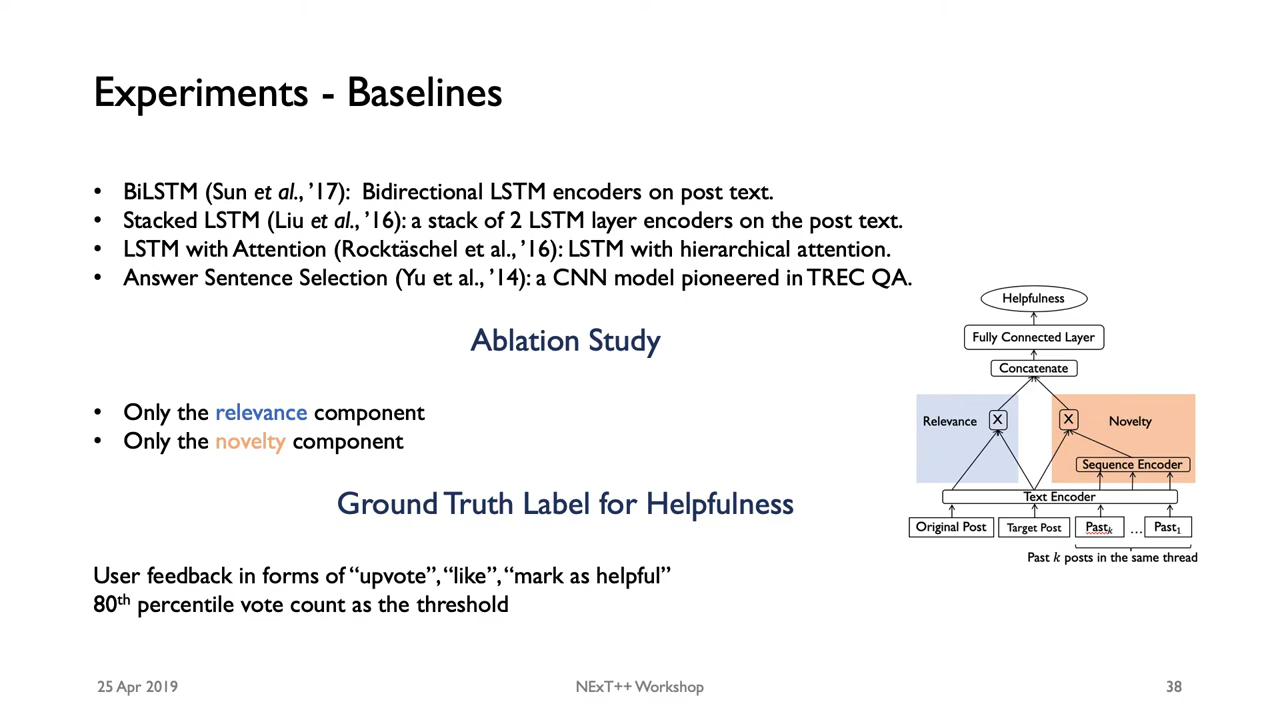 Experiments - Baselines
• BiLSTM (Sun et al., ’17): Bidirectional LSTM encoders on post text.
• Stacked LSTM (Liu et al., ’16): a stack of 2 LSTM layer encoders on the post text.
• LSTM with Attention (Rocktäschel et al., ’16): LSTM with hierarchical attention.
• Answer Sentence Selection (Yu et al., ’14): a CNN model pioneered in TREC QA.
Ablation Study
• Only the relevance component
• Only the novelty component
Ground Truth Label for Helpfulness
User feedback in forms of “upvote”, “like”, “mark as helpful”
80th percentile vote count as the threshold
Helpfulness
Fully Connected Layer
Concatenate
Relevance X X Novelty
Sequence Encoder
Text Encoder
Original Post Target Post Pastk ... Past1
Past k posts in the same thread
25 Apr 2019 NExT++ Workshop 38